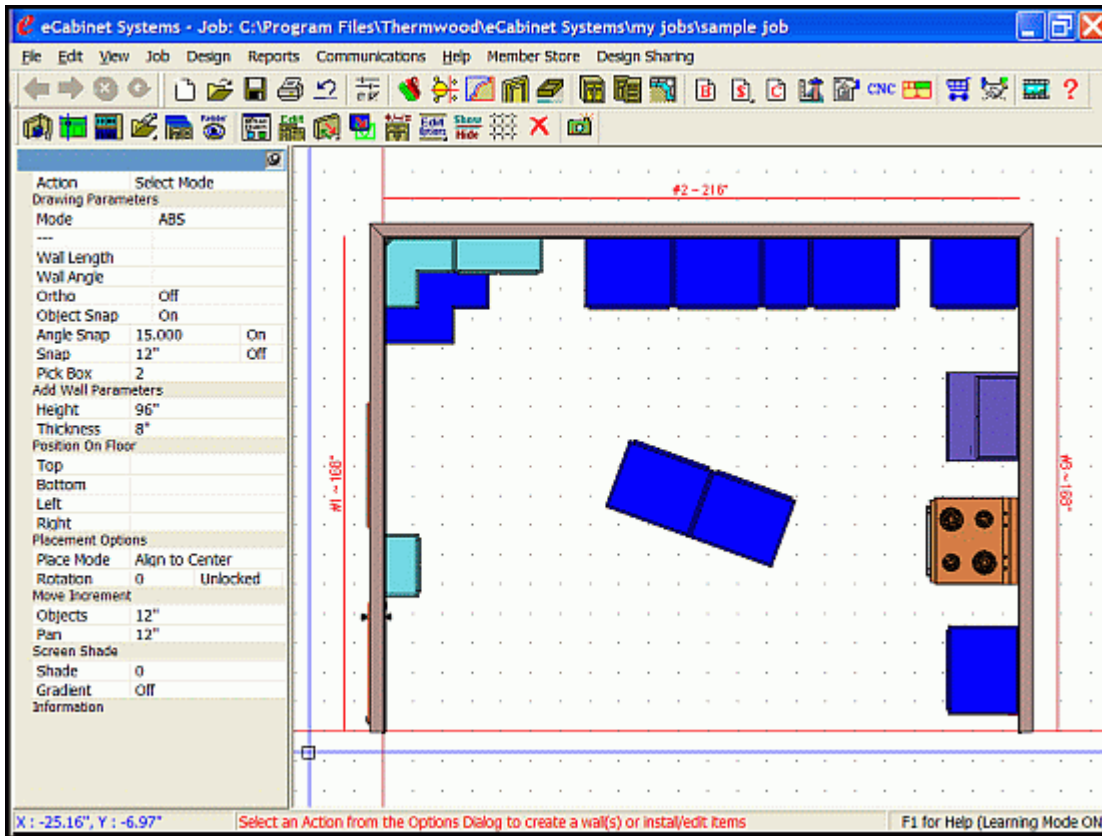 eCabinet Systems - Job: C:\Program Files\Thermwood\eCabinet Systems\my jobs\sample job
File Edit View Job Design Reports Communications Help Member Store Design Sharing
B $ C CNC ?
Edit Show Hide
Action Select Mode
Drawing Parameters
Mode ABS
---
Wall Length
Wall Angle
Ortho Off
Object Snap On
Angle Snap 15.000 On
Snap 12" Off
Pick Box 2
Add Wall Parameters
Height 96"
Thickness 8"
Position On Floor
Top
Bottom
Left
Right
Placement Options
Place Mode Align to Center
Rotation 0 Unlocked
Move Increment
Objects 12"
Pan 12"
Screen Shade
Shade 0
Gradient Off
Information
#2 ~ 216"
#1 ~ 168"
#3 ~ 168"
X : -25.16", Y : -6.97" Select an Action from the Options Dialog to create a wall(s) or instal/edit items F1 for Help (Learning Mode ON